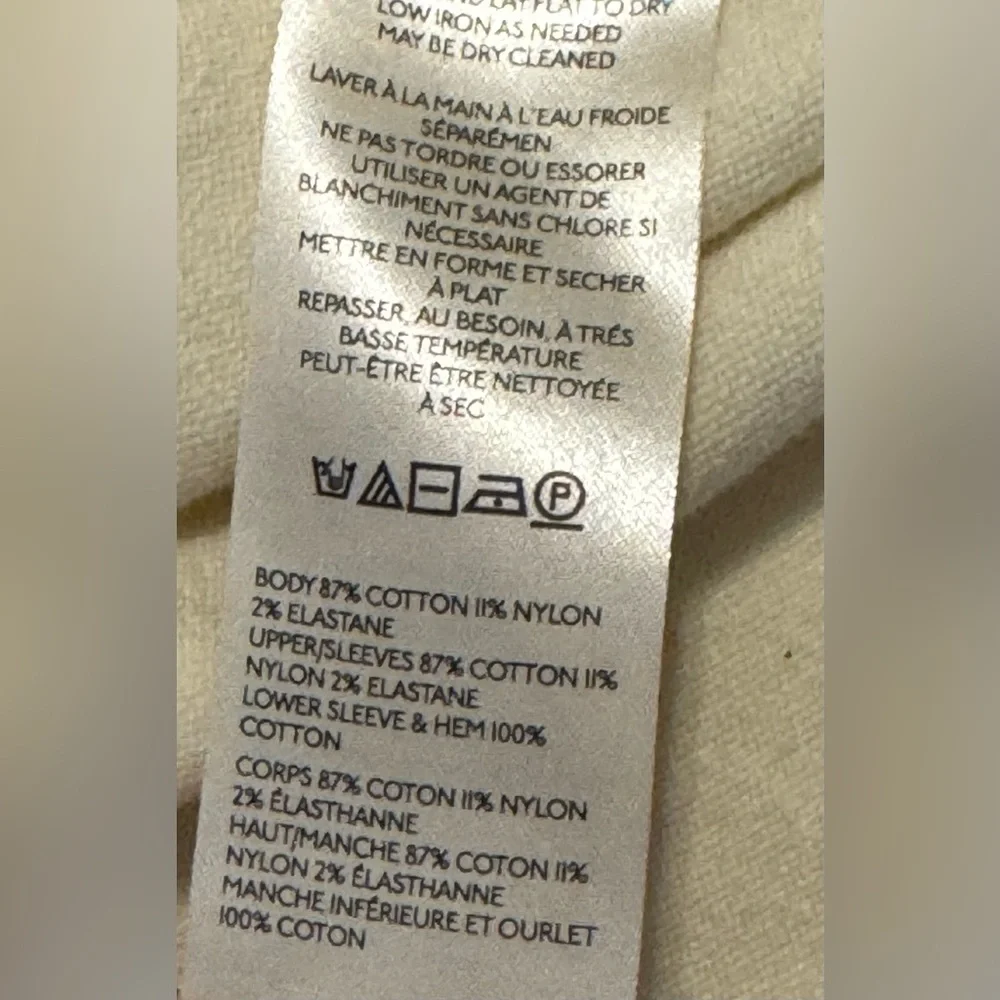 LAY FLAT TO DRY
LOW IRON AS NEEDED
MAY BE DRY CLEANED
LAVER À LA MAIN À L'EAU FROIDE
SÉPARÉMEN
NE PAS TORDRE OU ESSORER
UTILISER UN AGENT DE
BLANCHIMENT SANS CHLORE SI
NÉCESSAIRE
METTRE EN FORME ET SECHER
À PLAT
REPASSER, AU BESOIN, À TRÉS
BASSE TEMPÉRATURE
PEUT-ÊTRE ÊTRE NETTOYÉE
À SEC
P
BODY 87% COTTON 11% NYLON
2% ELASTANE
UPPER/SLEEVES 87% COTTON 11%
NYLON 2% ELASTANE
LOWER SLEEVE & HEM 100%
COTTON
CORPS 87% COTON 11% NYLON
2% ÉLASTHANNE
HAUT/MANCHE 87% COTON 11%
NYLON 2% ÉLASTHANNE
MANCHE INFÉRIEURE ET OURLET
100% COTON